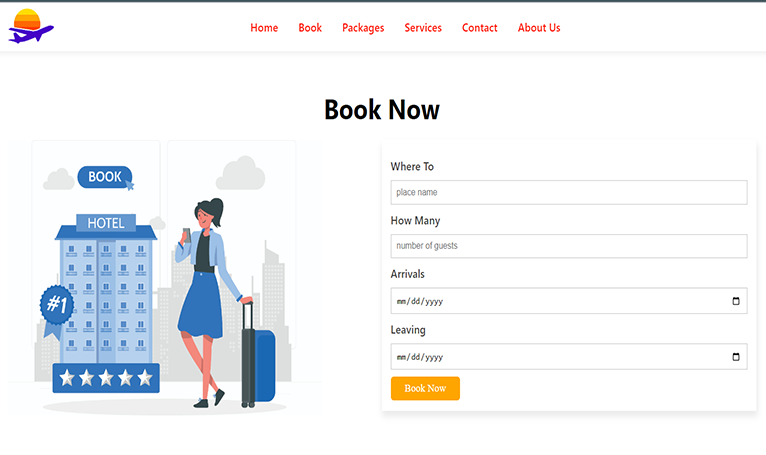 Home Book Packages Services Contact About Us
Book Now
BOOK
HOTEL
#1
Where To
place name
How Many
number of guests
Arrivals
mm/dd/yyyy
Leaving
mm/dd/yyyy
Book Now